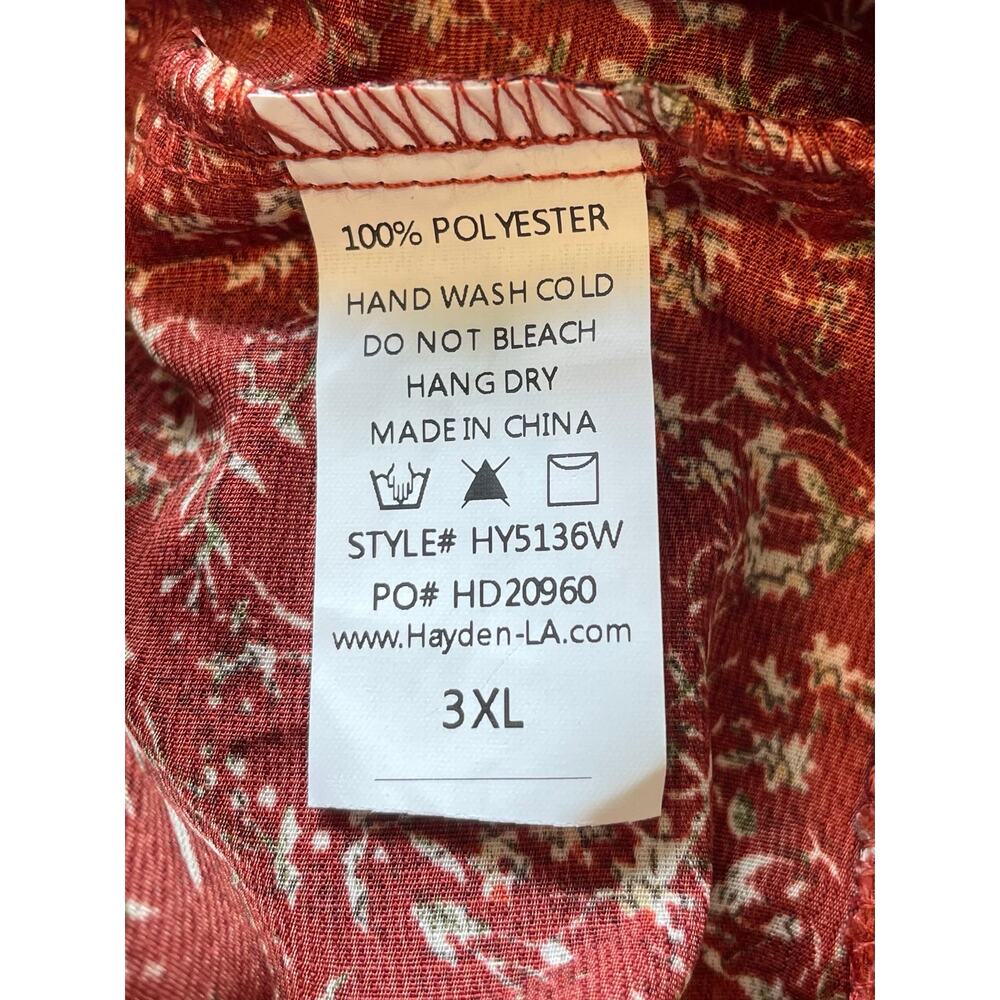 100% POLYESTER
HAND WASH COLD
DO NOT BLEACH
HANG DRY
MADE IN CHINA
STYLE# HY5136W
PO# HD20960
www.Hayden-LA.com
3XL